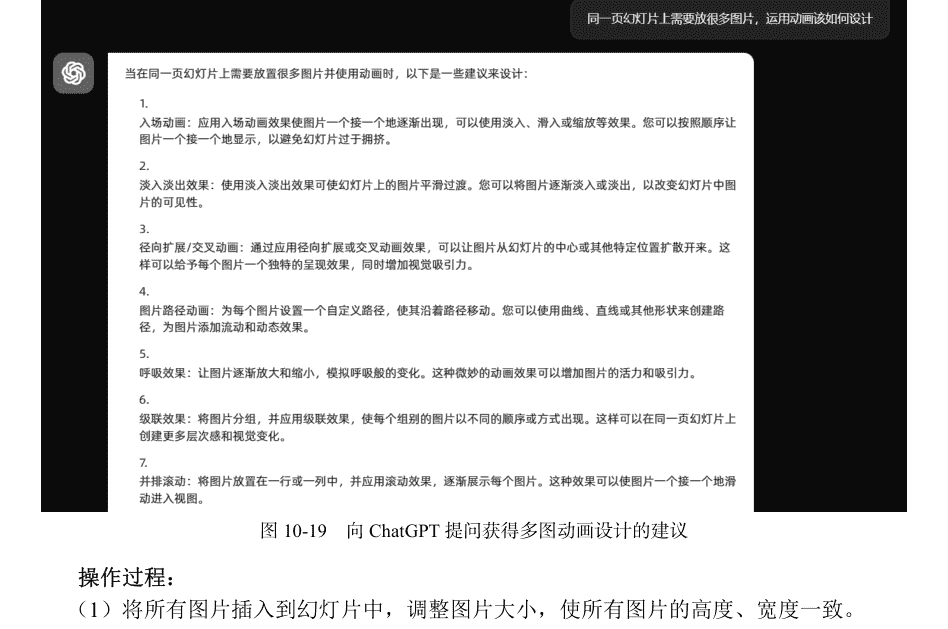 同一页幻灯片上需要放很多图片，运用动画该如何设计
当在同一页幻灯片上需要放置很多图片并使用动画时，以下是一些建议来设计：
1.
入场动画：应用入场动画效果使图片一个接一个地逐渐出现，可以使用淡入、滑入或缩放等效果。您可以按照顺序让
图片一个接一个地显示，以避免幻灯片过于拥挤。
2.
淡入淡出效果：使用淡入淡出效果可使幻灯片上的图片平滑过渡。您可以将图片逐渐淡入或淡出，以改变幻灯片中图
片的可见性。
3.
径向扩展/交叉动画：通过应用径向扩展或交叉动画效果，可以让图片从幻灯片的中心或其他特定位置扩散开来。这
样可以给予每个图片一个独特的呈现效果，同时增加视觉吸引力。
4.
图片路径动画：为每个图片设置一个自定义路径，使其沿着路径移动。您可以使用曲线、直线或其他形状来创建路
径，为图片添加流动和动态效果。
5.
呼吸效果：让图片逐渐放大和缩小，模拟呼吸般的变化。这种微妙的动画效果可以增加图片的活力和吸引力。
6.
级联效果：将图片分组，并应用级联效果，使每个组别的图片以不同的顺序或方式出现。这样可以在同一页幻灯片上
创建更多层次感和视觉变化。
7.
并排滚动：将图片放置在一行或一列中，并应用滚动效果，逐渐展示每个图片。这种效果可以使图片一个接一个地滑
动进入视图。
图 10-19 向 ChatGPT 提问获得多图动画设计的建议
操作过程：
（1）将所有图片插入到幻灯片中，调整图片大小，使所有图片的高度、宽度一致。